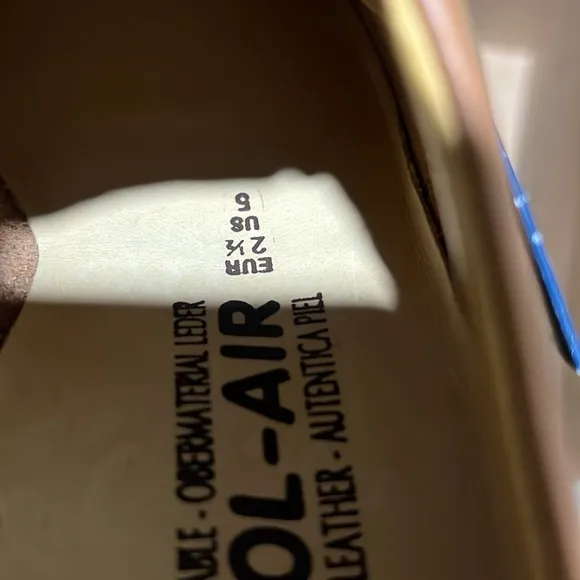 EUR
2½
US
5
ABLE - OBERMATERIAL LEDER
OL-AIR
LEATHER - AUTENTICA PIEL